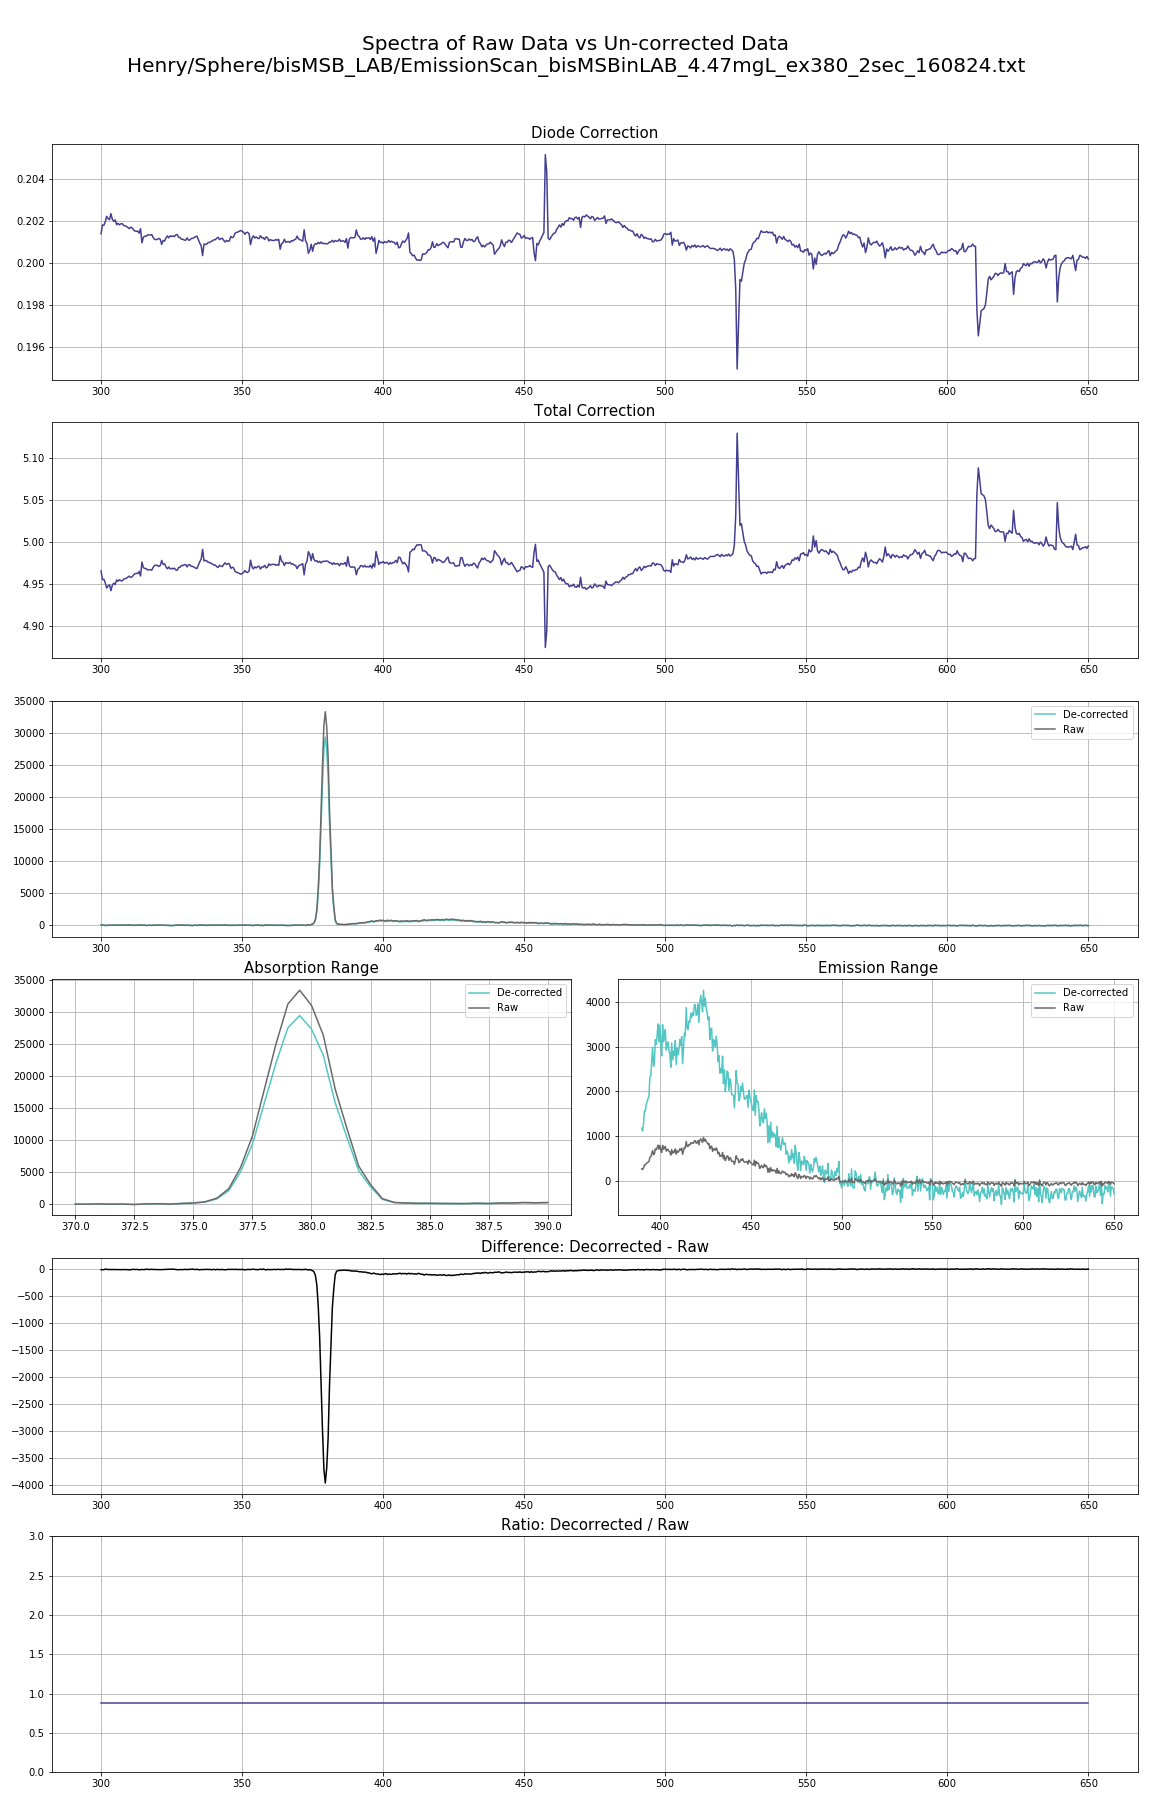 Spectra of Raw Data vs Un-corrected Data
Henry/Sphere/bisMSB_LAB/EmissionScan_bisMSBinLAB_4.47mgL_ex380_2sec_160824.txt
Diode Correction
0.204
0.202
0.200
0.198
0.196
300 350 400 450 500 550 600 650
Total Correction
5.10
5.05
5.00
4.95
4.90
300 350 400 450 500 550 600 650
35000
30000
25000
20000
15000
10000
5000
0
De-corrected
Raw
300 350 400 450 500 550 600 650
Absorption Range
35000
30000
25000
20000
15000
10000
5000
0
De-corrected
Raw
370.0 372.5 375.0 377.5 380.0 382.5 385.0 387.5 390.0
Emission Range
4000
3000
2000
1000
0
De-corrected
Raw
400 450 500 550 600 650
Difference: Decorrected - Raw
0
−500
−1000
−1500
−2000
−2500
−3000
−3500
−4000
300 350 400 450 500 550 600 650
Ratio: Decorrected / Raw
3.0
2.5
2.0
1.5
1.0
0.5
0.0
300 350 400 450 500 550 600 650